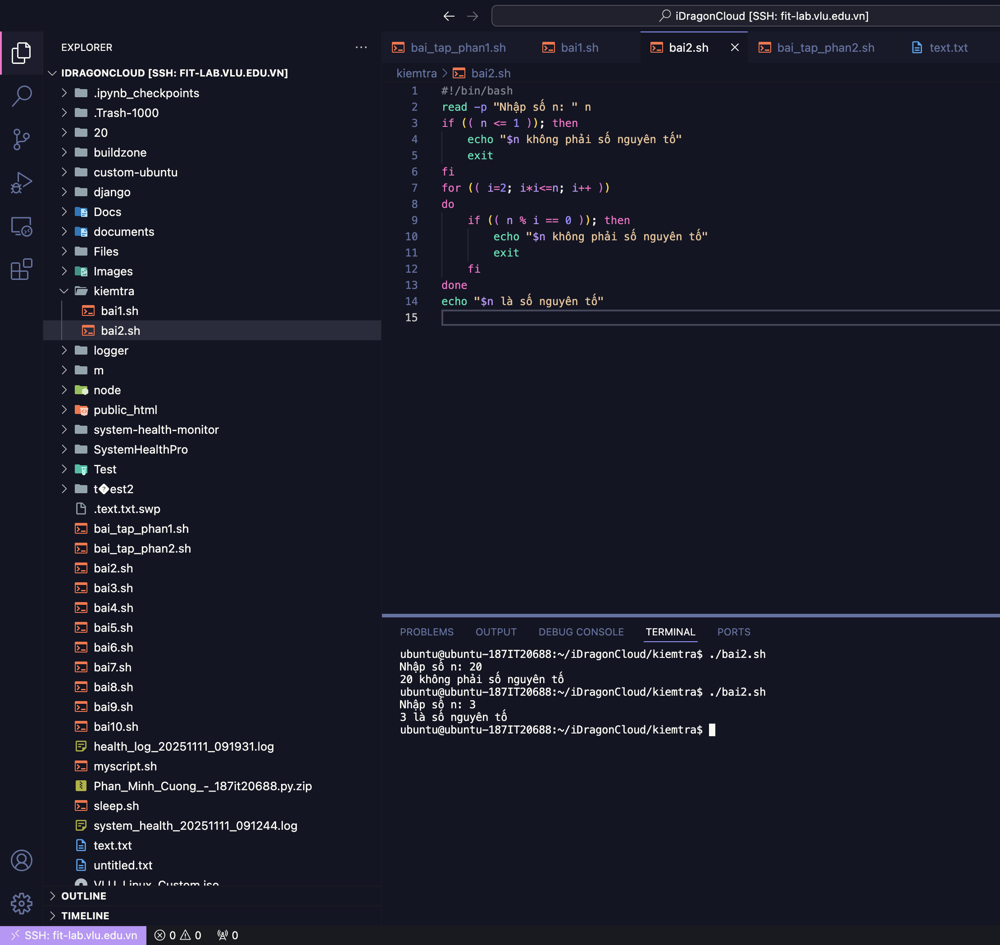 iDragonCloud [SSH: fit-lab.vlu.edu.vn]
EXPLORER
IDRAGONCLOUD [SSH: FIT-LAB.VLU.EDU.VN]
.ipynb_checkpoints
.Trash-1000
20
buildzone
custom-ubuntu
django
Docs
documents
Files
Images
kiemtra
bai1.sh
bai2.sh
logger
m
node
public_html
system-health-monitor
SystemHealthPro
Test
t�est2
.text.txt.swp
bai_tap_phan1.sh
bai_tap_phan2.sh
bai2.sh
bai3.sh
bai4.sh
bai5.sh
bai6.sh
bai7.sh
bai8.sh
bai9.sh
bai10.sh
health_log_20251111_091931.log
myscript.sh
Phan_Minh_Cuong_-_187it20688.py.zip
sleep.sh
system_health_20251111_091244.log
text.txt
untitled.txt
VLU_Linux_Custom.iso
OUTLINE
TIMELINE
bai_tap_phan1.sh bai1.sh bai2.sh bai_tap_phan2.sh text.txt
kiemtra > bai2.sh
1 #!/bin/bash
2 read -p "Nhập số n: " n
3 if (( n <= 1 )); then
4 echo "$n không phải số nguyên tố"
5 exit
6 fi
7 for (( i=2; i*i<=n; i++ ))
8 do
9 if (( n % i == 0 )); then
10 echo "$n không phải số nguyên tố"
11 exit
12 fi
13 done
14 echo "$n là số nguyên tố"
15
PROBLEMS OUTPUT DEBUG CONSOLE TERMINAL PORTS
ubuntu@ubuntu-187IT20688:~/iDragonCloud/kiemtra$ ./bai2.sh
Nhập số n: 20
20 không phải số nguyên tố
ubuntu@ubuntu-187IT20688:~/iDragonCloud/kiemtra$ ./bai2.sh
Nhập số n: 3
3 là số nguyên tố
ubuntu@ubuntu-187IT20688:~/iDragonCloud/kiemtra$
SSH: fit-lab.vlu.edu.vn 0 0 0